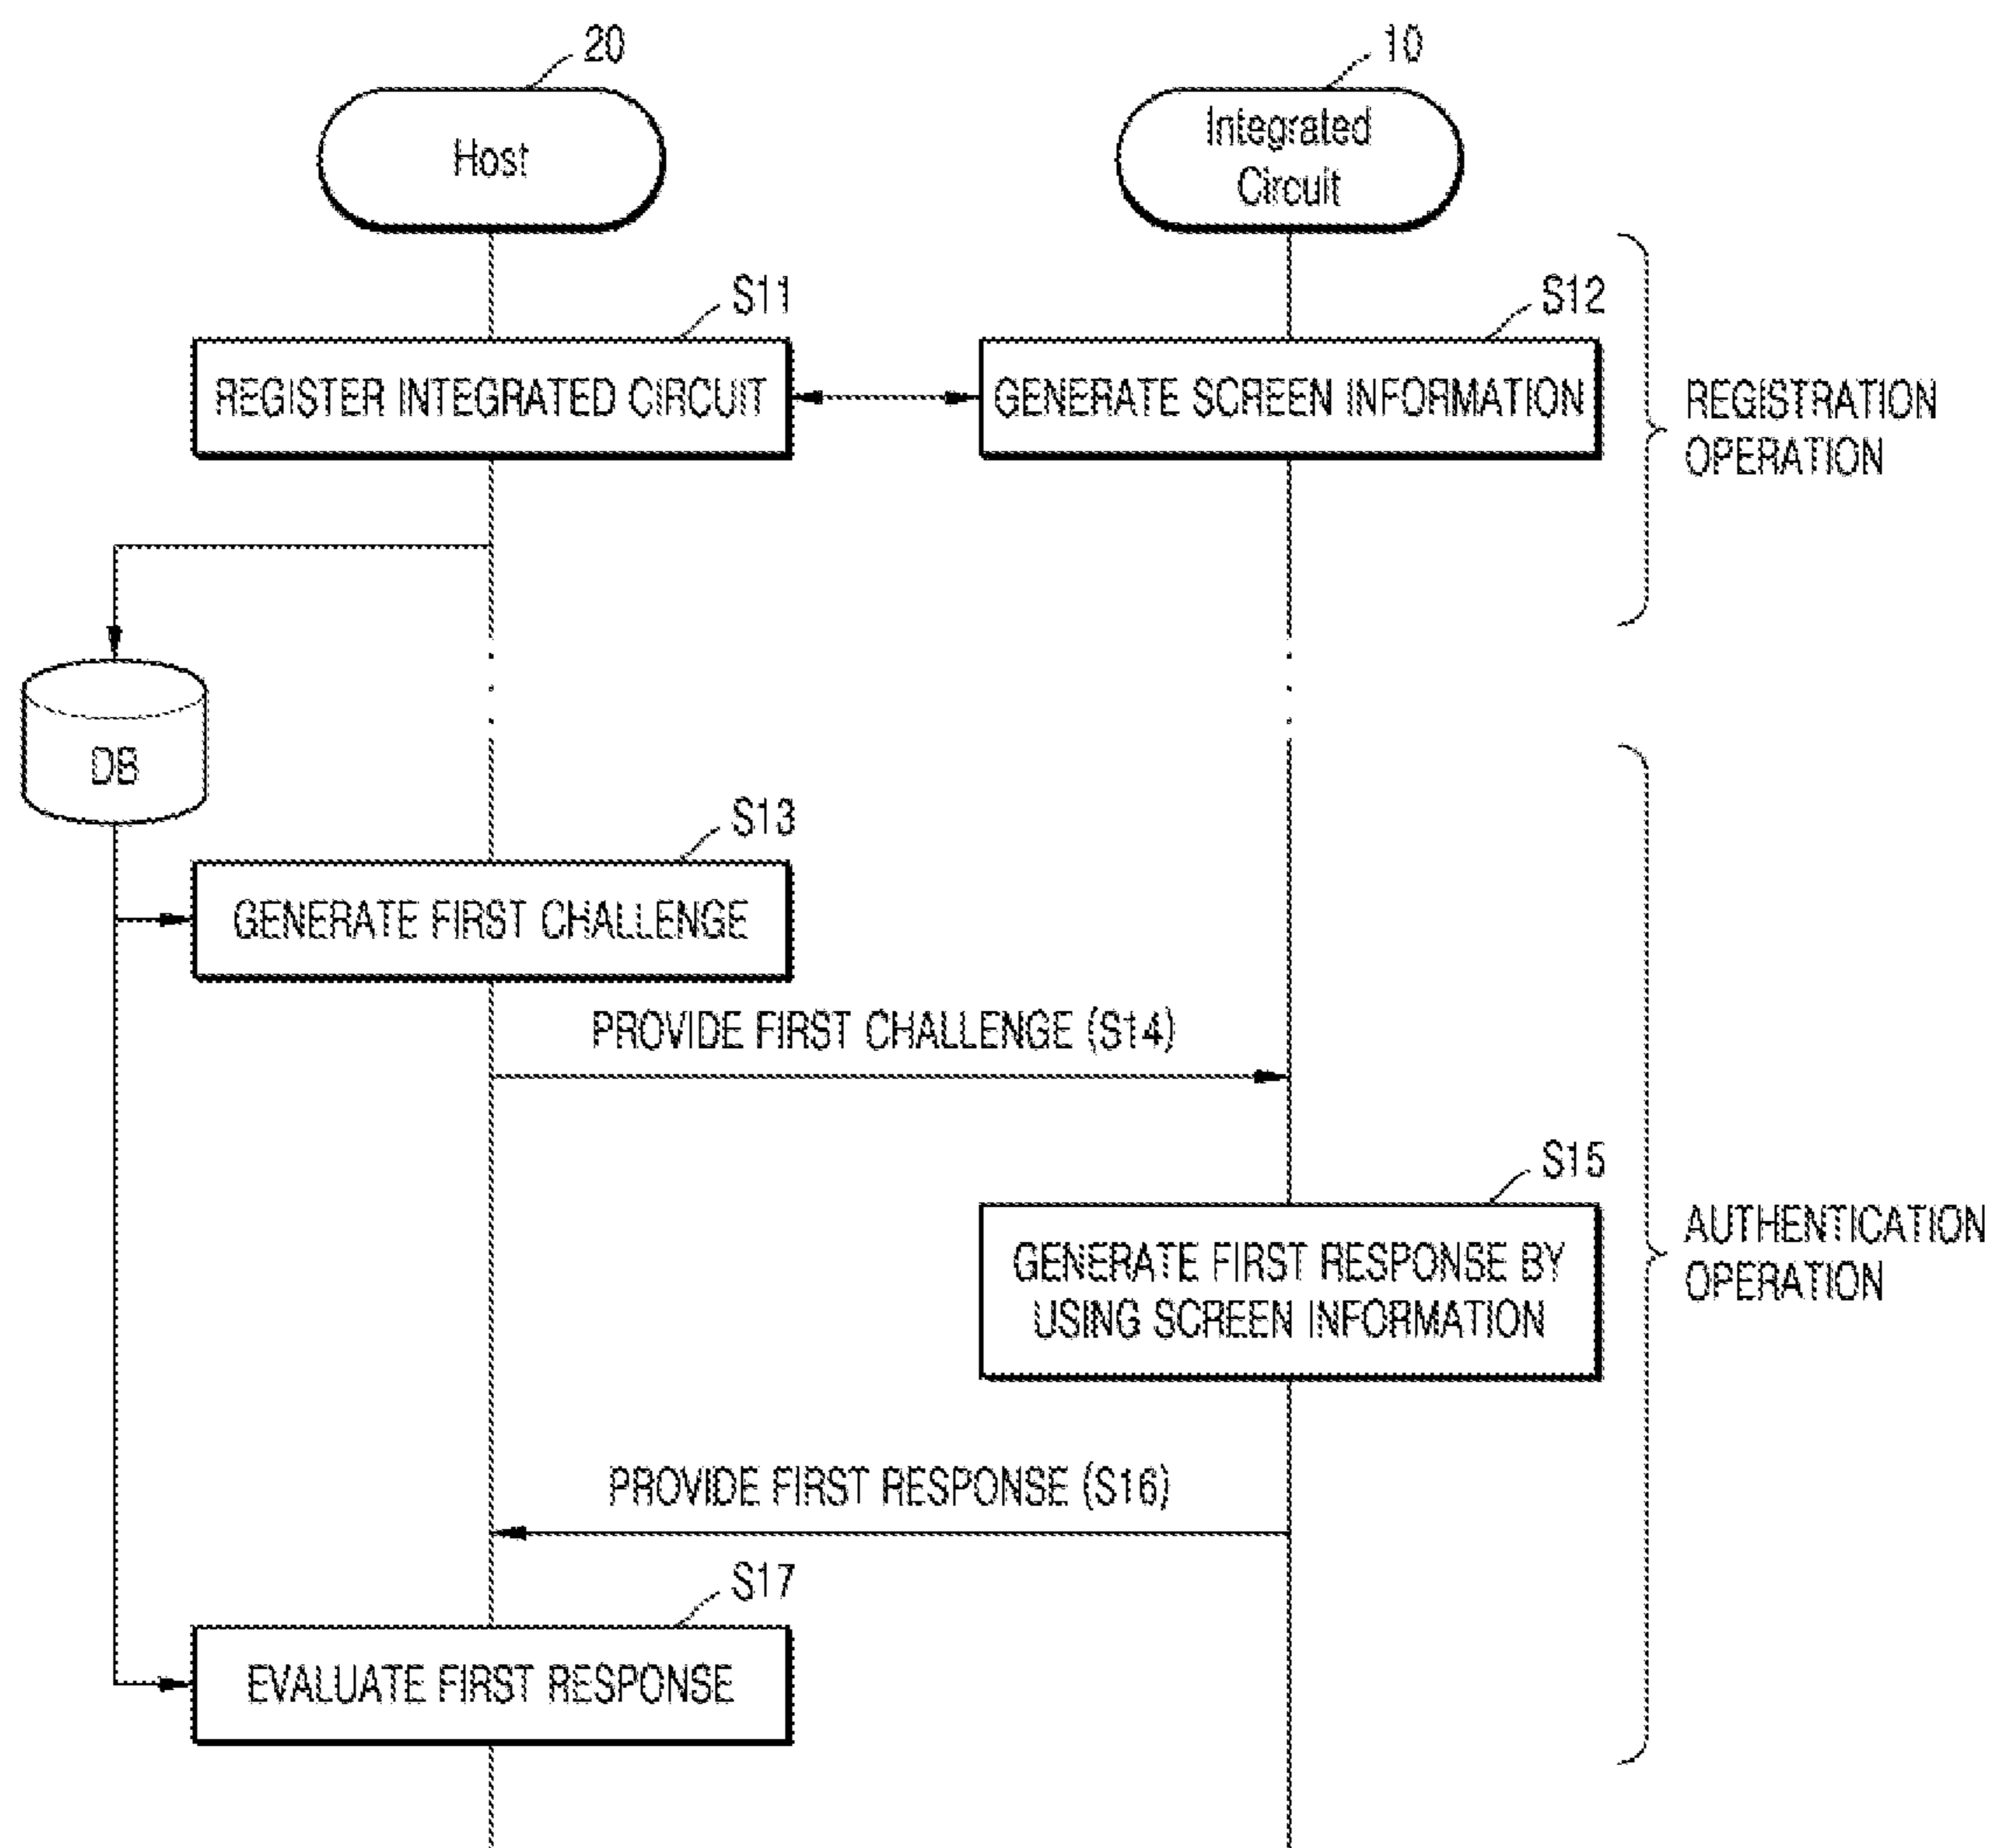 20
10
Host
Integrated
Circuit
S11
S12
REGISTER INTEGRATED CIRCUIT
GENERATE SCREEN INFORMATION
REGISTRATION
OPERATION
DB
S13
GENERATE FIRST CHALLENGE
PROVIDE FIRST CHALLENGE (S14)
S15
GENERATE FIRST RESPONSE BY
USING SCREEN INFORMATION
AUTHENTICATION
OPERATION
PROVIDE FIRST RESPONSE (S16)
S17
EVALUATE FIRST RESPONSE